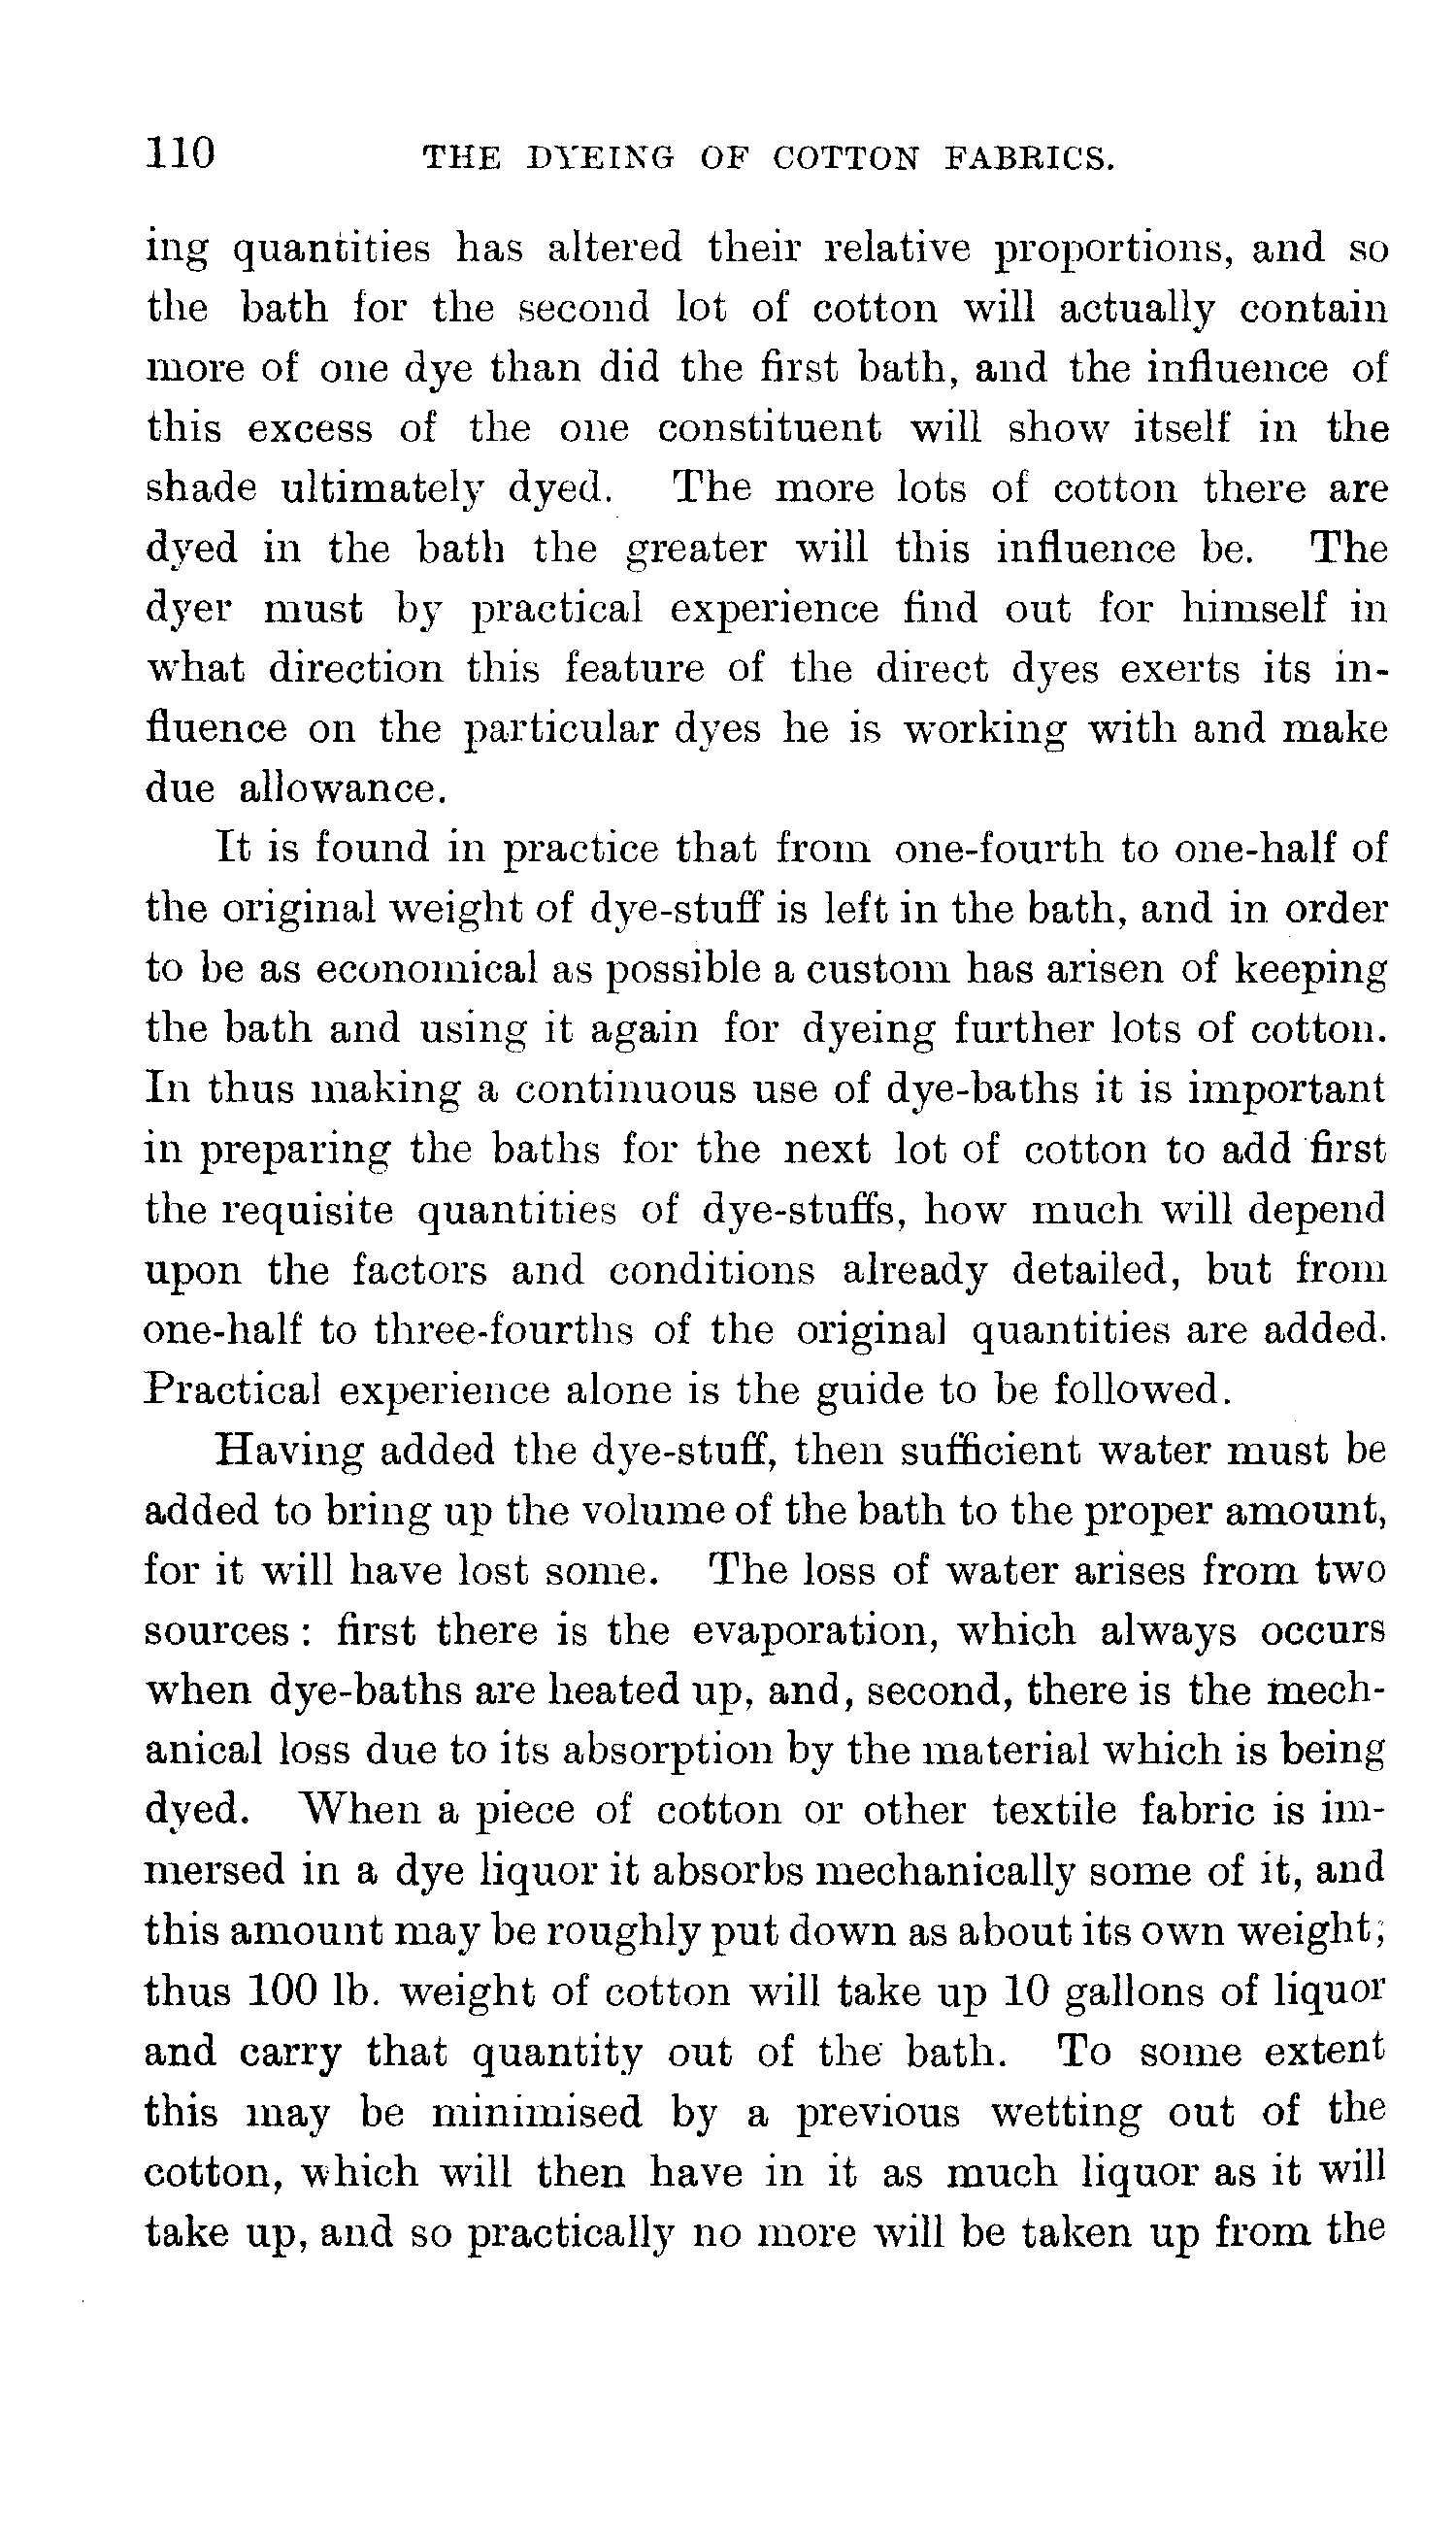 110 THE DYEING OF COTTON FABRICS.
ing quantities has altered their relative proportions, and so
the bath for the second lot of cotton will actually contain
more of one dye than did the first bath, and the influence of
this excess of the one constituent will show itself in the
shade ultimately dyed. The more lots of cotton there are
dyed in the bath the greater will this influence be. The
dyer must by practical experience find out for himself in
what direction this feature of the direct dyes exerts its in-
fluence on the particular dyes he is working with and make
due allowance.
It is found in practice that from one-fourth to one-half of
the original weight of dye-stuff is left in the bath, and in order
to be as economical as possible a custom has arisen of keeping
the bath and using it again for dyeing further lots of cotton.
In thus making a continuous use of dye-baths it is important
in preparing the baths for the next lot of cotton to add first
the requisite quantities of dye-stuffs, how much will depend
upon the factors and conditions already detailed, but from
one-half to three-fourths of the original quantities are added.
Practical experience alone is the guide to be followed.
Having added the dye-stuff, then sufficient water must be
added to bring up the volume of the bath to the proper amount,
for it will have lost some. The loss of water arises from two
sources : first there is the evaporation, which always occurs
when dye-baths are heated up, and, second, there is the mech-
anical loss due to its absorption by the material which is being
dyed. When a piece of cotton or other textile fabric is im-
mersed in a dye liquor it absorbs mechanically some of it, and
this amount may be roughly put down as about its own weight;
thus 100 lb. weight of cotton will take up 10 gallons of liquor
and carry that quantity out of the bath. To some extent
this may be minimised by a previous wetting out of the
cotton, which will then have in it as much liquor as it will
take up, and so practically no more will be taken up from the